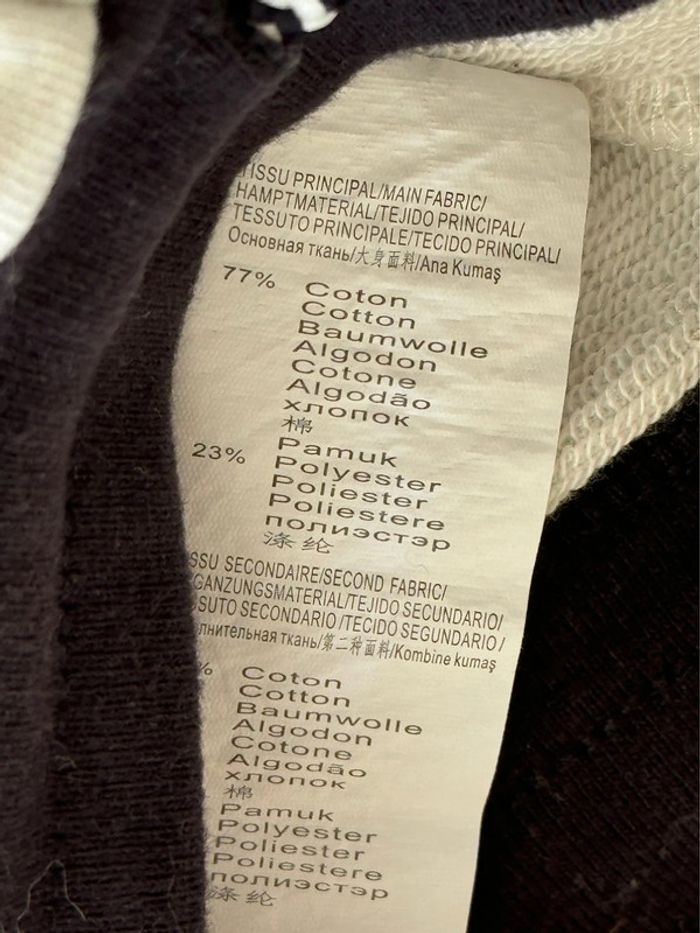 TISSU PRINCIPAL/MAIN FABRIC/
HAMPTMATERIAL/TEJIDO PRINCIPAL/
TESSUTO PRINCIPALE/TECIDO PRINCIPAL/
Основная ткань/大身面料/Ana Kumaş
77% Coton
Cotton
Baumwolle
Algodon
Cotone
Algodão
хлопок
棉
23% Pamuk
Polyester
Poliester
Poliestere
полиэстэр
涤纶
SSU SECONDAIRE/SECOND FABRIC/
GANZUNGSMATERIAL/TEJIDO SECUNDARIO/
SUTO SECONDARIO/TECIDO SEGUNDARIO/
лнительная ткань/第二种面料/Kombine kumaş
% Coton
Cotton
Baumwolle
Algodon
Cotone
Algodão
хлопок
棉
Pamuk
Polyester
Poliester
Poliestere
полиэстэр
涤纶